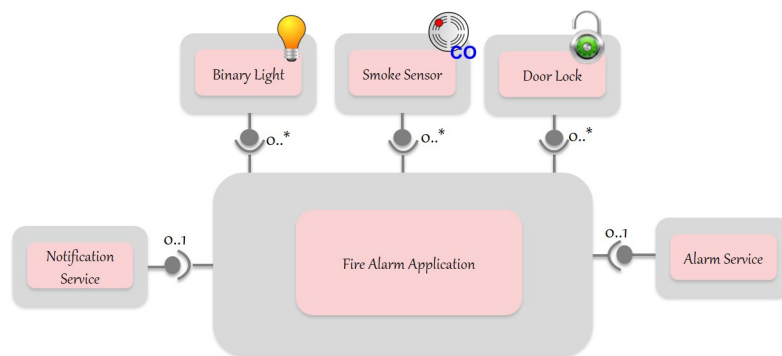 Binary Light
Smoke Sensor
CO
Door Lock
0..*
0..*
0..*
Notification
Service
0..1
Fire Alarm Application
0..1
Alarm Service